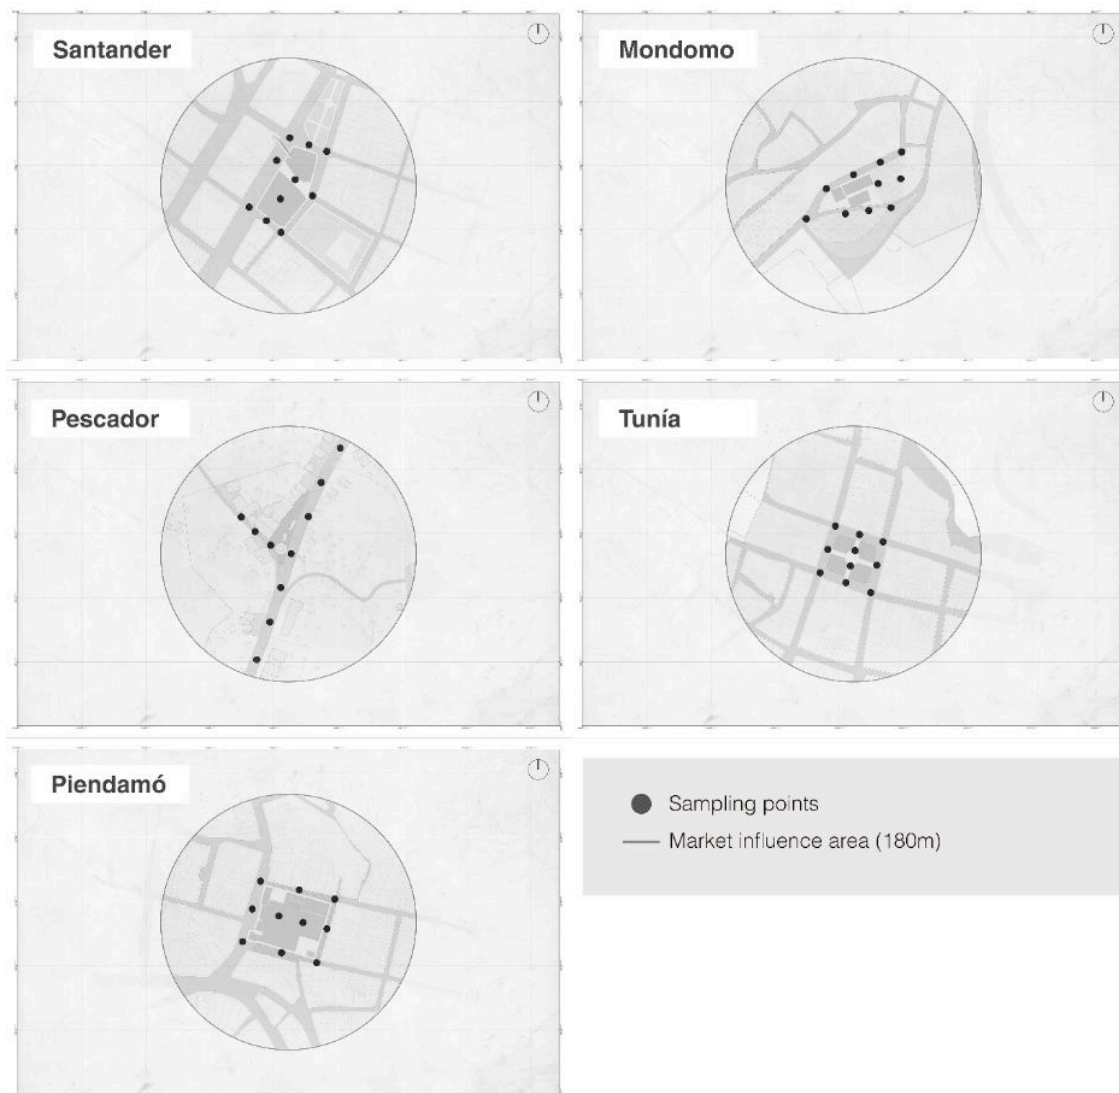 Santander
Mondomo
Pescador
Tunía
Piendamó
Sampling points
Market influence area (180m)